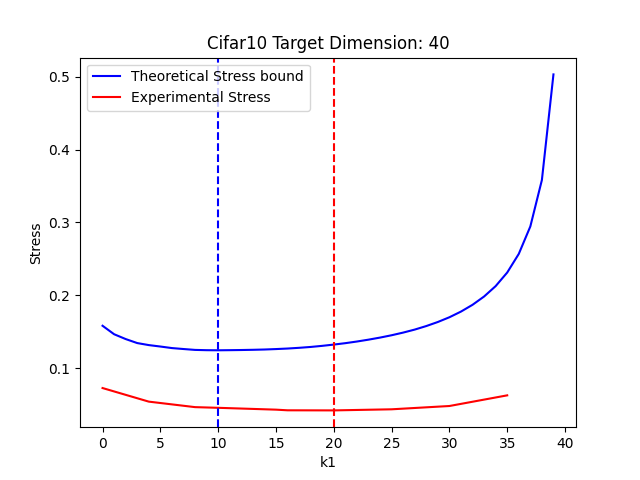 Cifar10 Target Dimension: 40
Theoretical Stress bound
Experimental Stress
0.5
0.4
0.3
0.2
0.1
Stress
0 5 10 15 20 25 30 35 40
k1